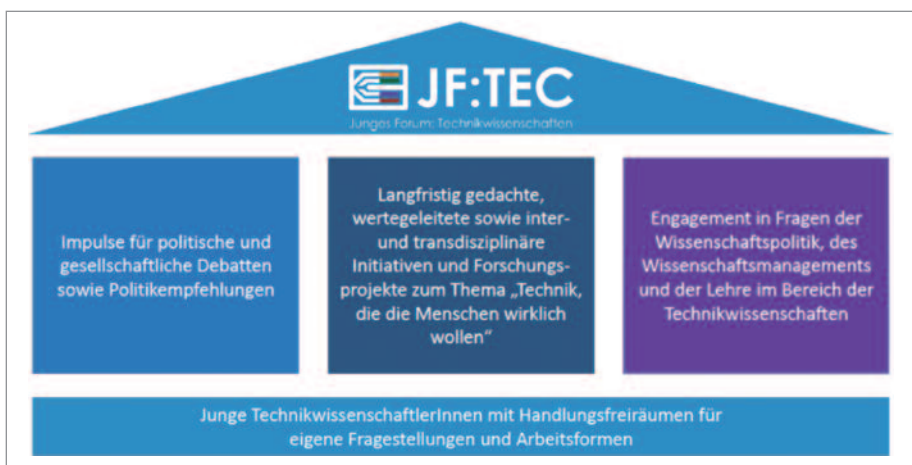 JF:TEC
Junges Forum: Technikwissenschaften
Impulse für politische und
gesellschaftliche Debatten
sowie Politikempfehlungen
Langfristig gedachte,
wertegeleitete sowie inter-
und transdisziplinäre
Initiativen und Forschungs-
projekte zum Thema „Technik,
die die Menschen wirklich
wollen“
Engagement in Fragen der
Wissenschaftspolitik, des
Wissenschaftsmanagements
und der Lehre im Bereich der
Technikwissenschaften
Junge TechnikwissenschaftlerInnen mit Handlungsfreiräumen für
eigene Fragestellungen und Arbeitsformen